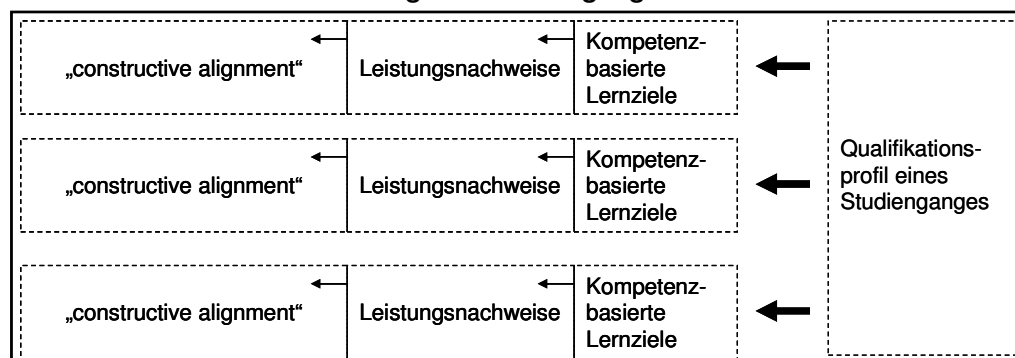 „constructive alignment“
Leistungsnachweise
Kompetenz-
basierte
Lernziele
„constructive alignment“
Leistungsnachweise
Kompetenz-
basierte
Lernziele
„constructive alignment“
Leistungsnachweise
Kompetenz-
basierte
Lernziele
Qualifikations-
profil eines
Studienganges